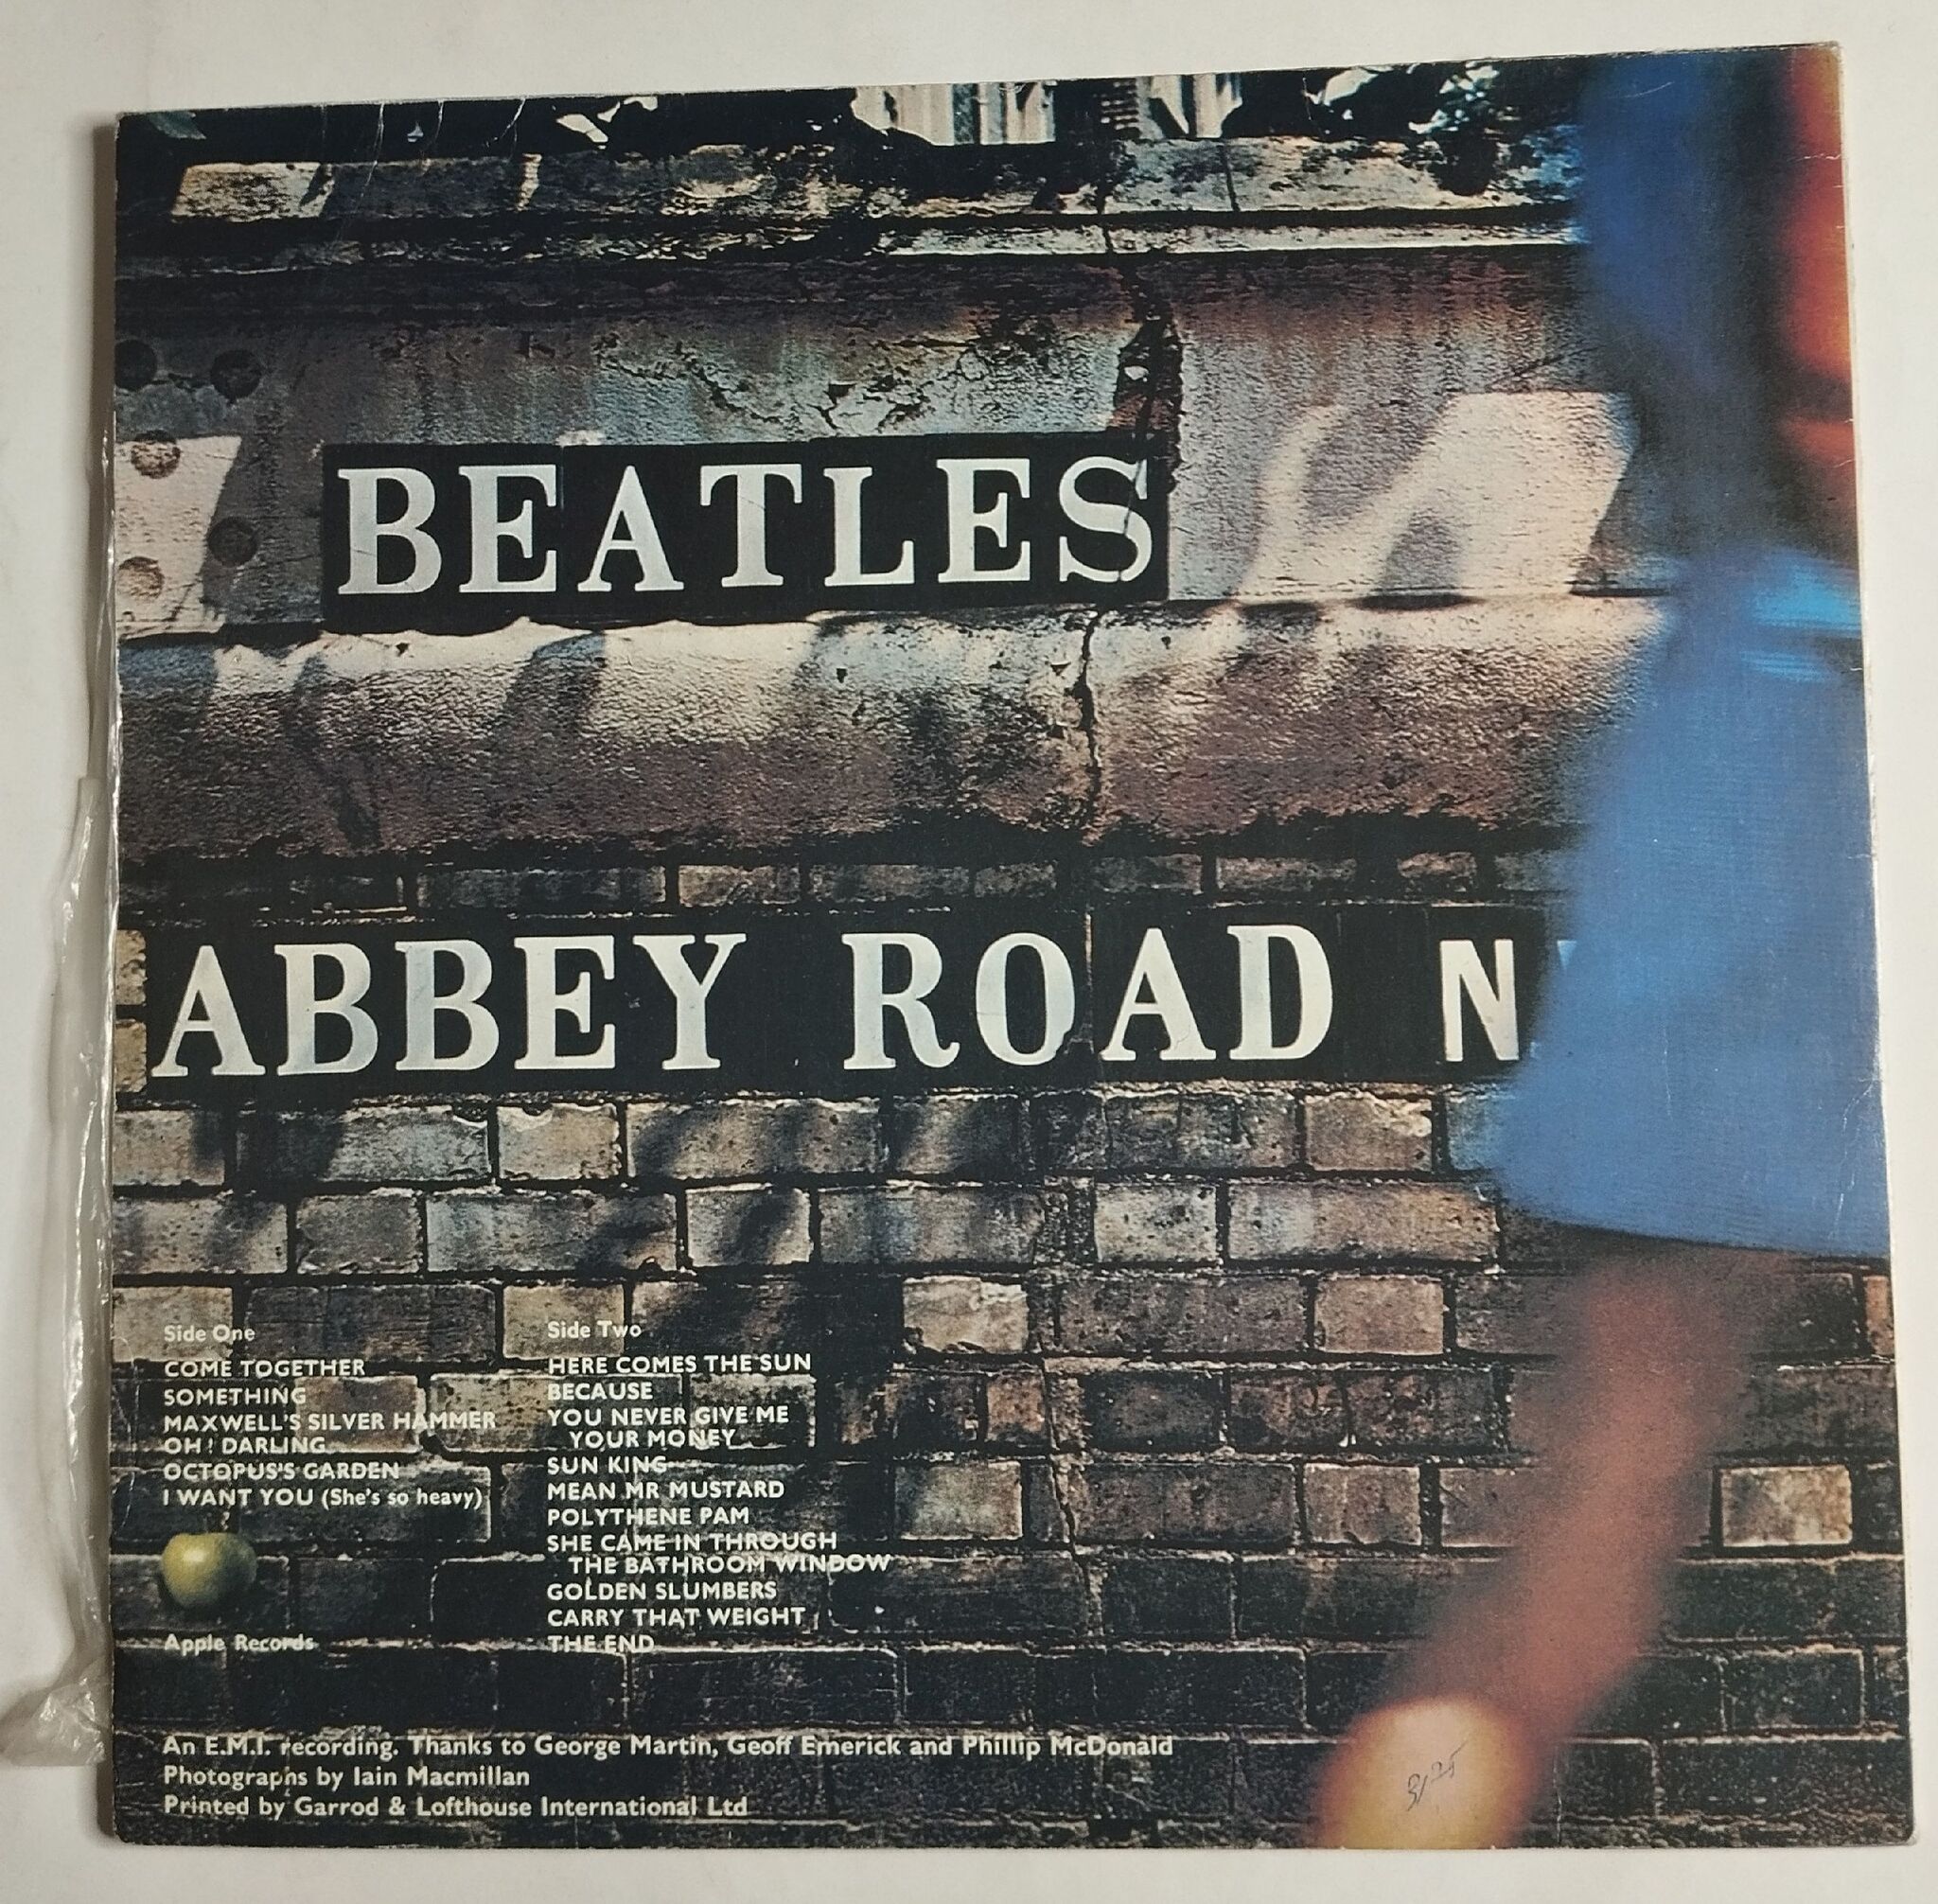 BEATLES
ABBEY ROAD N
Side One
COME TOGETHER
SOMETHING
MAXWELL'S SILVER HAMMER
OH! DARLING
OCTOPUS'S GARDEN
I WANT YOU (She's so heavy)
Apple Records
Side Two
HERE COMES THE SUN
BECAUSE
YOU NEVER GIVE ME
YOUR MONEY
SUN KING
MEAN MR MUSTARD
POLYTHENE PAM
SHE CAME IN THROUGH
THE BATHROOM WINDOW
GOLDEN SLUMBERS
CARRY THAT WEIGHT
THE END
An E.M.I. recording. Thanks to George Martin, Geoff Emerick and Phillip McDonald
Photographs by Iain Macmillan
Printed by Garrod & Lofthouse International Ltd